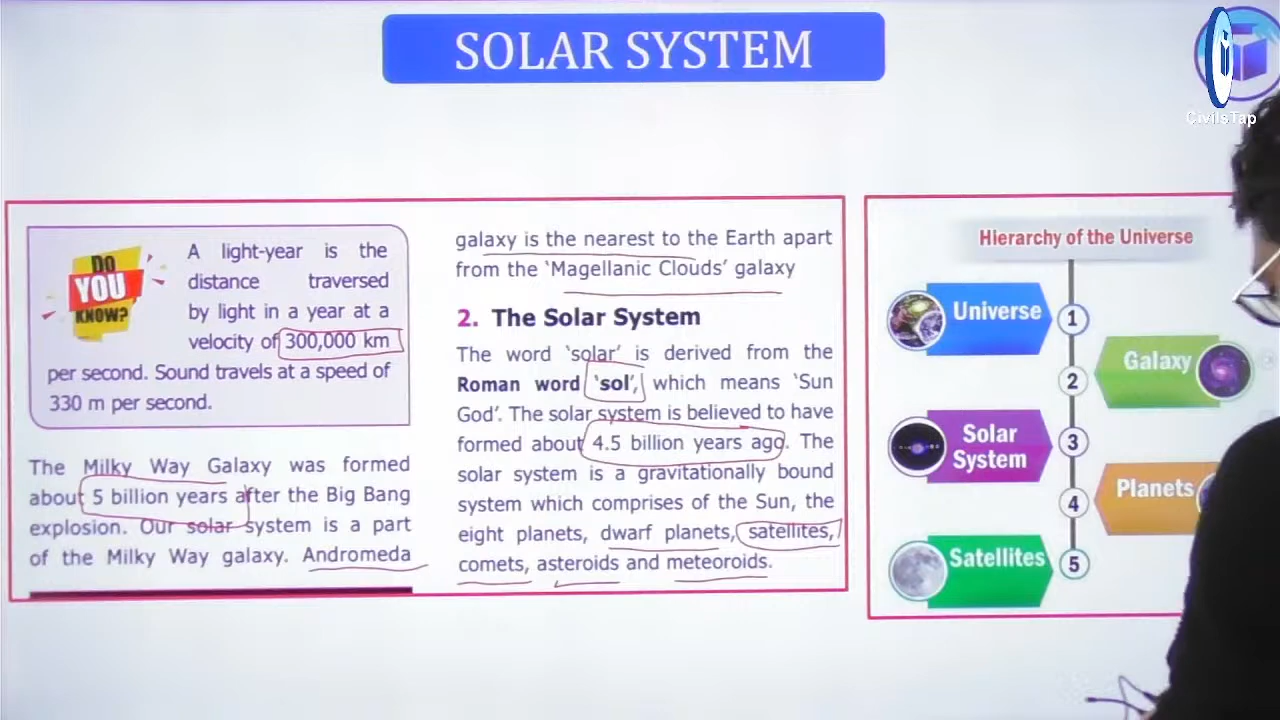 SOLAR SYSTEM
CivilsTap
DO
YOU
KNOW?
A light-year is the
distance traversed
by light in a year at a
velocity of 300,000 km
per second. Sound travels at a speed of
330 m per second.
The Milky Way Galaxy was formed
about 5 billion years after the Big Bang
explosion. Our solar system is a part
of the Milky Way galaxy. Andromeda
galaxy is the nearest to the Earth apart
from the ‘Magellanic Clouds’ galaxy
2. The Solar System
The word ‘solar’ is derived from the
Roman word ‘sol’, which means ‘Sun
God’. The solar system is believed to have
formed about 4.5 billion years ago. The
solar system is a gravitationally bound
system which comprises of the Sun, the
eight planets, dwarf planets, satellites,
comets, asteroids and meteoroids.
Hierarchy of the Universe
Universe
1
Galaxy
2
Solar
System
3
Planets
4
Satellites
5